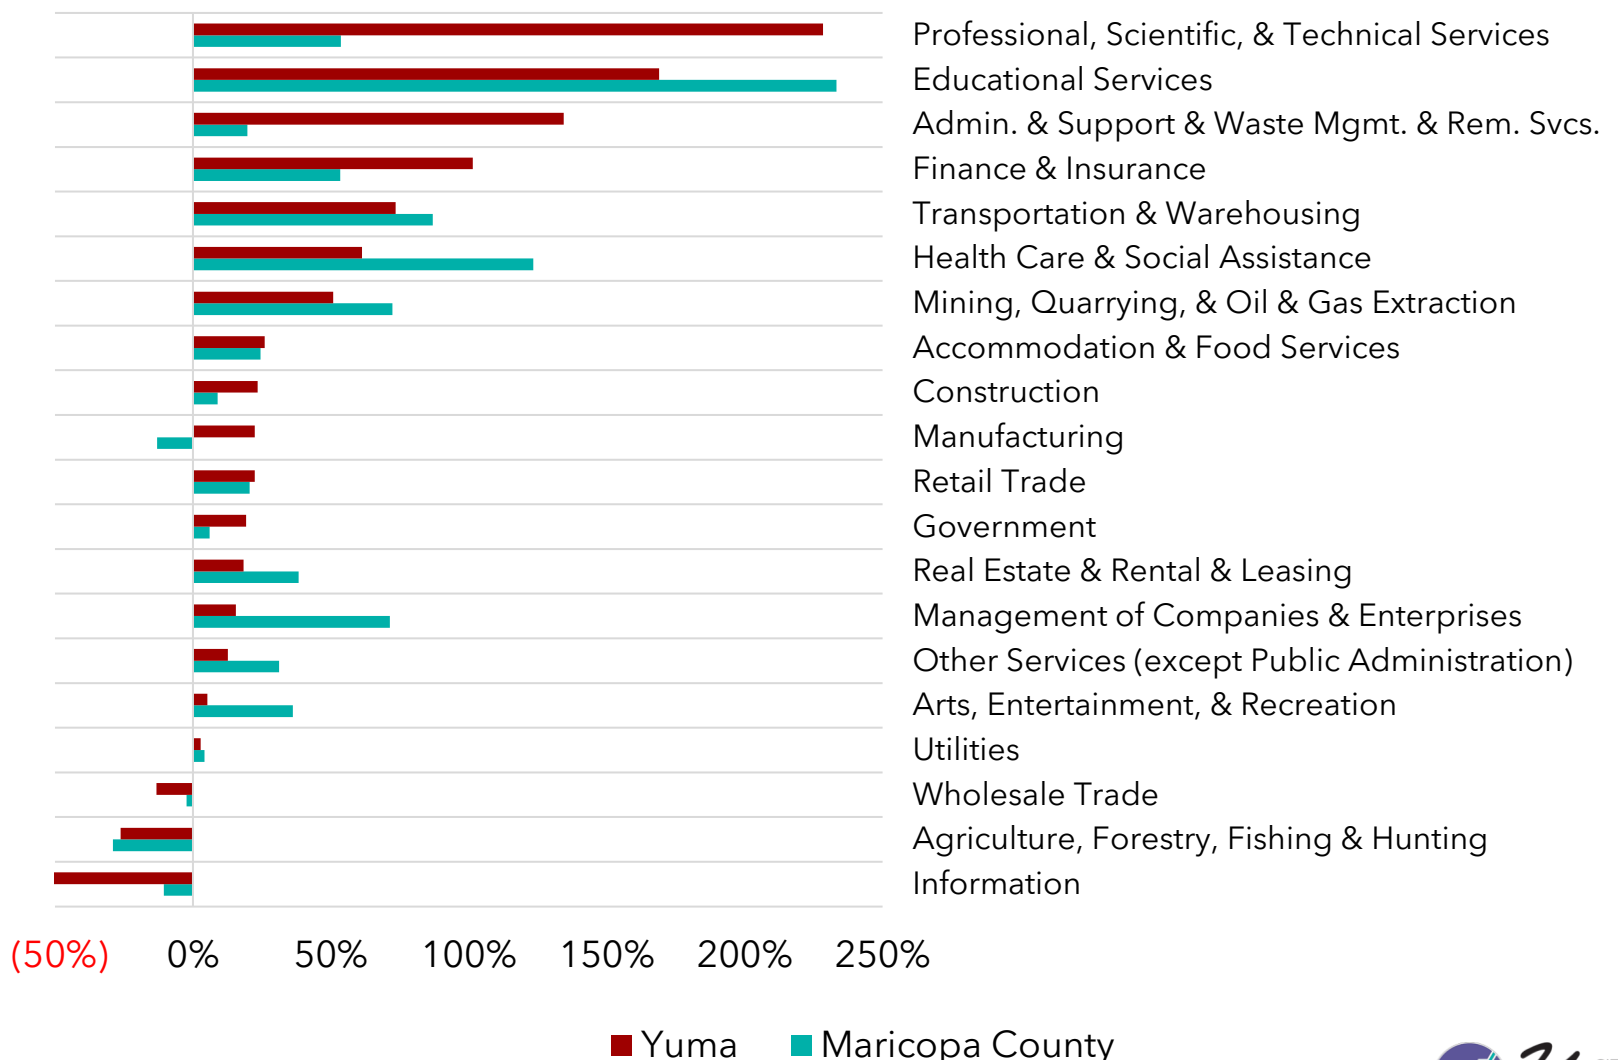 Professional, Scientific, & Technical Services
Educational Services
Admin. & Support & Waste Mgmt. & Rem. Svcs.
Finance & Insurance
Transportation & Warehousing
Health Care & Social Assistance
Mining, Quarrying, & Oil & Gas Extraction
Accommodation & Food Services
Construction
Manufacturing
Retail Trade
Government
Real Estate & Rental & Leasing
Management of Companies & Enterprises
Other Services (except Public Administration)
Arts, Entertainment, & Recreation
Utilities
Wholesale Trade
Agriculture, Forestry, Fishing & Hunting
Information
(50%) 0% 50% 100% 150% 200% 250%
Yuma Maricopa County